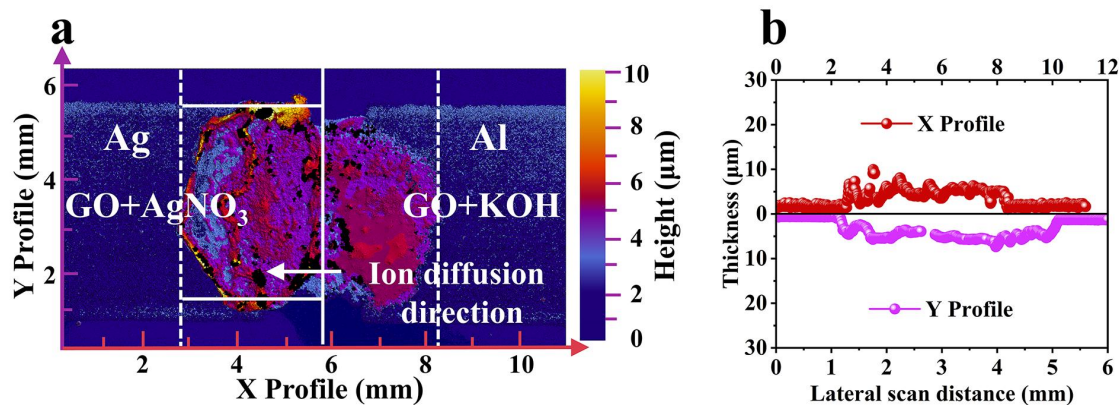 a
Y Profile (mm)
6
4
2
Ag
GO+AgNO₃
Al
GO+KOH
Ion diffusion
direction
2 4 6 8 10
X Profile (mm)
10
8
6
4
2
0
Height (μm)
b
0 2 4 6 8 10 12
Thickness (μm)
30
20
10
0
10
20
30
X Profile
Y Profile
0 1 2 3 4 5 6
Lateral scan distance (mm)